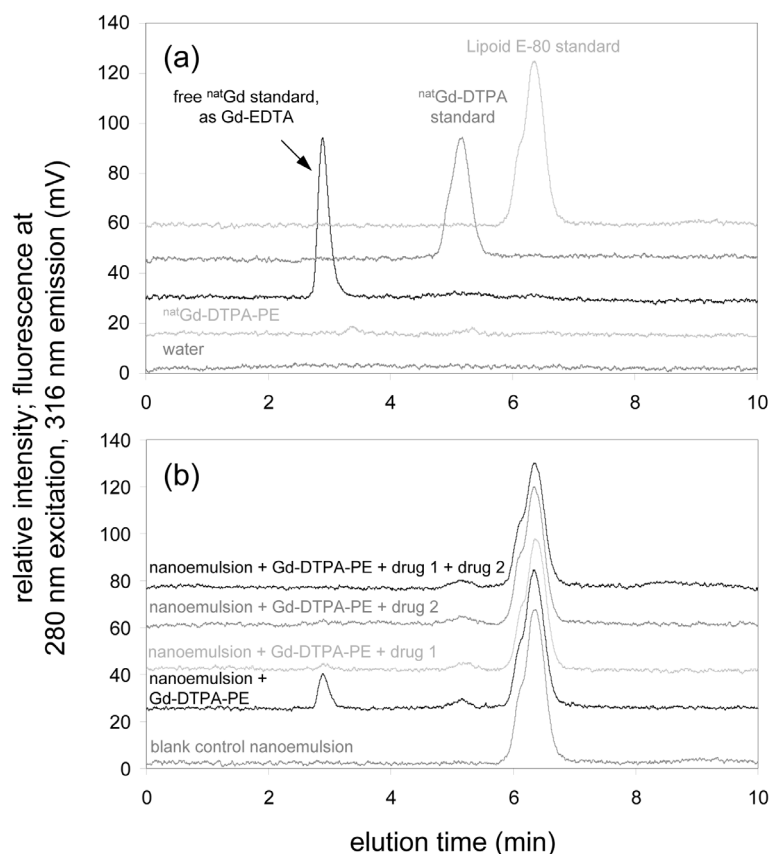 relative intensity; fluorescence at
280 nm excitation, 316 nm emission (mV)
(a)
140
120
100
80
60
40
20
0
Lipoid E-80 standard
free natGd standard,
as Gd-EDTA
natGd-DTPA
standard
natGd-DTPA-PE
water
0 2 4 6 8 10
(b)
140
120
100
80
60
40
20
0
nanoemulsion + Gd-DTPA-PE + drug 1 + drug 2
nanoemulsion + Gd-DTPA-PE + drug 2
nanoemulsion + Gd-DTPA-PE + drug 1
nanoemulsion +
Gd-DTPA-PE
blank control nanoemulsion
0 2 4 6 8 10
elution time (min)